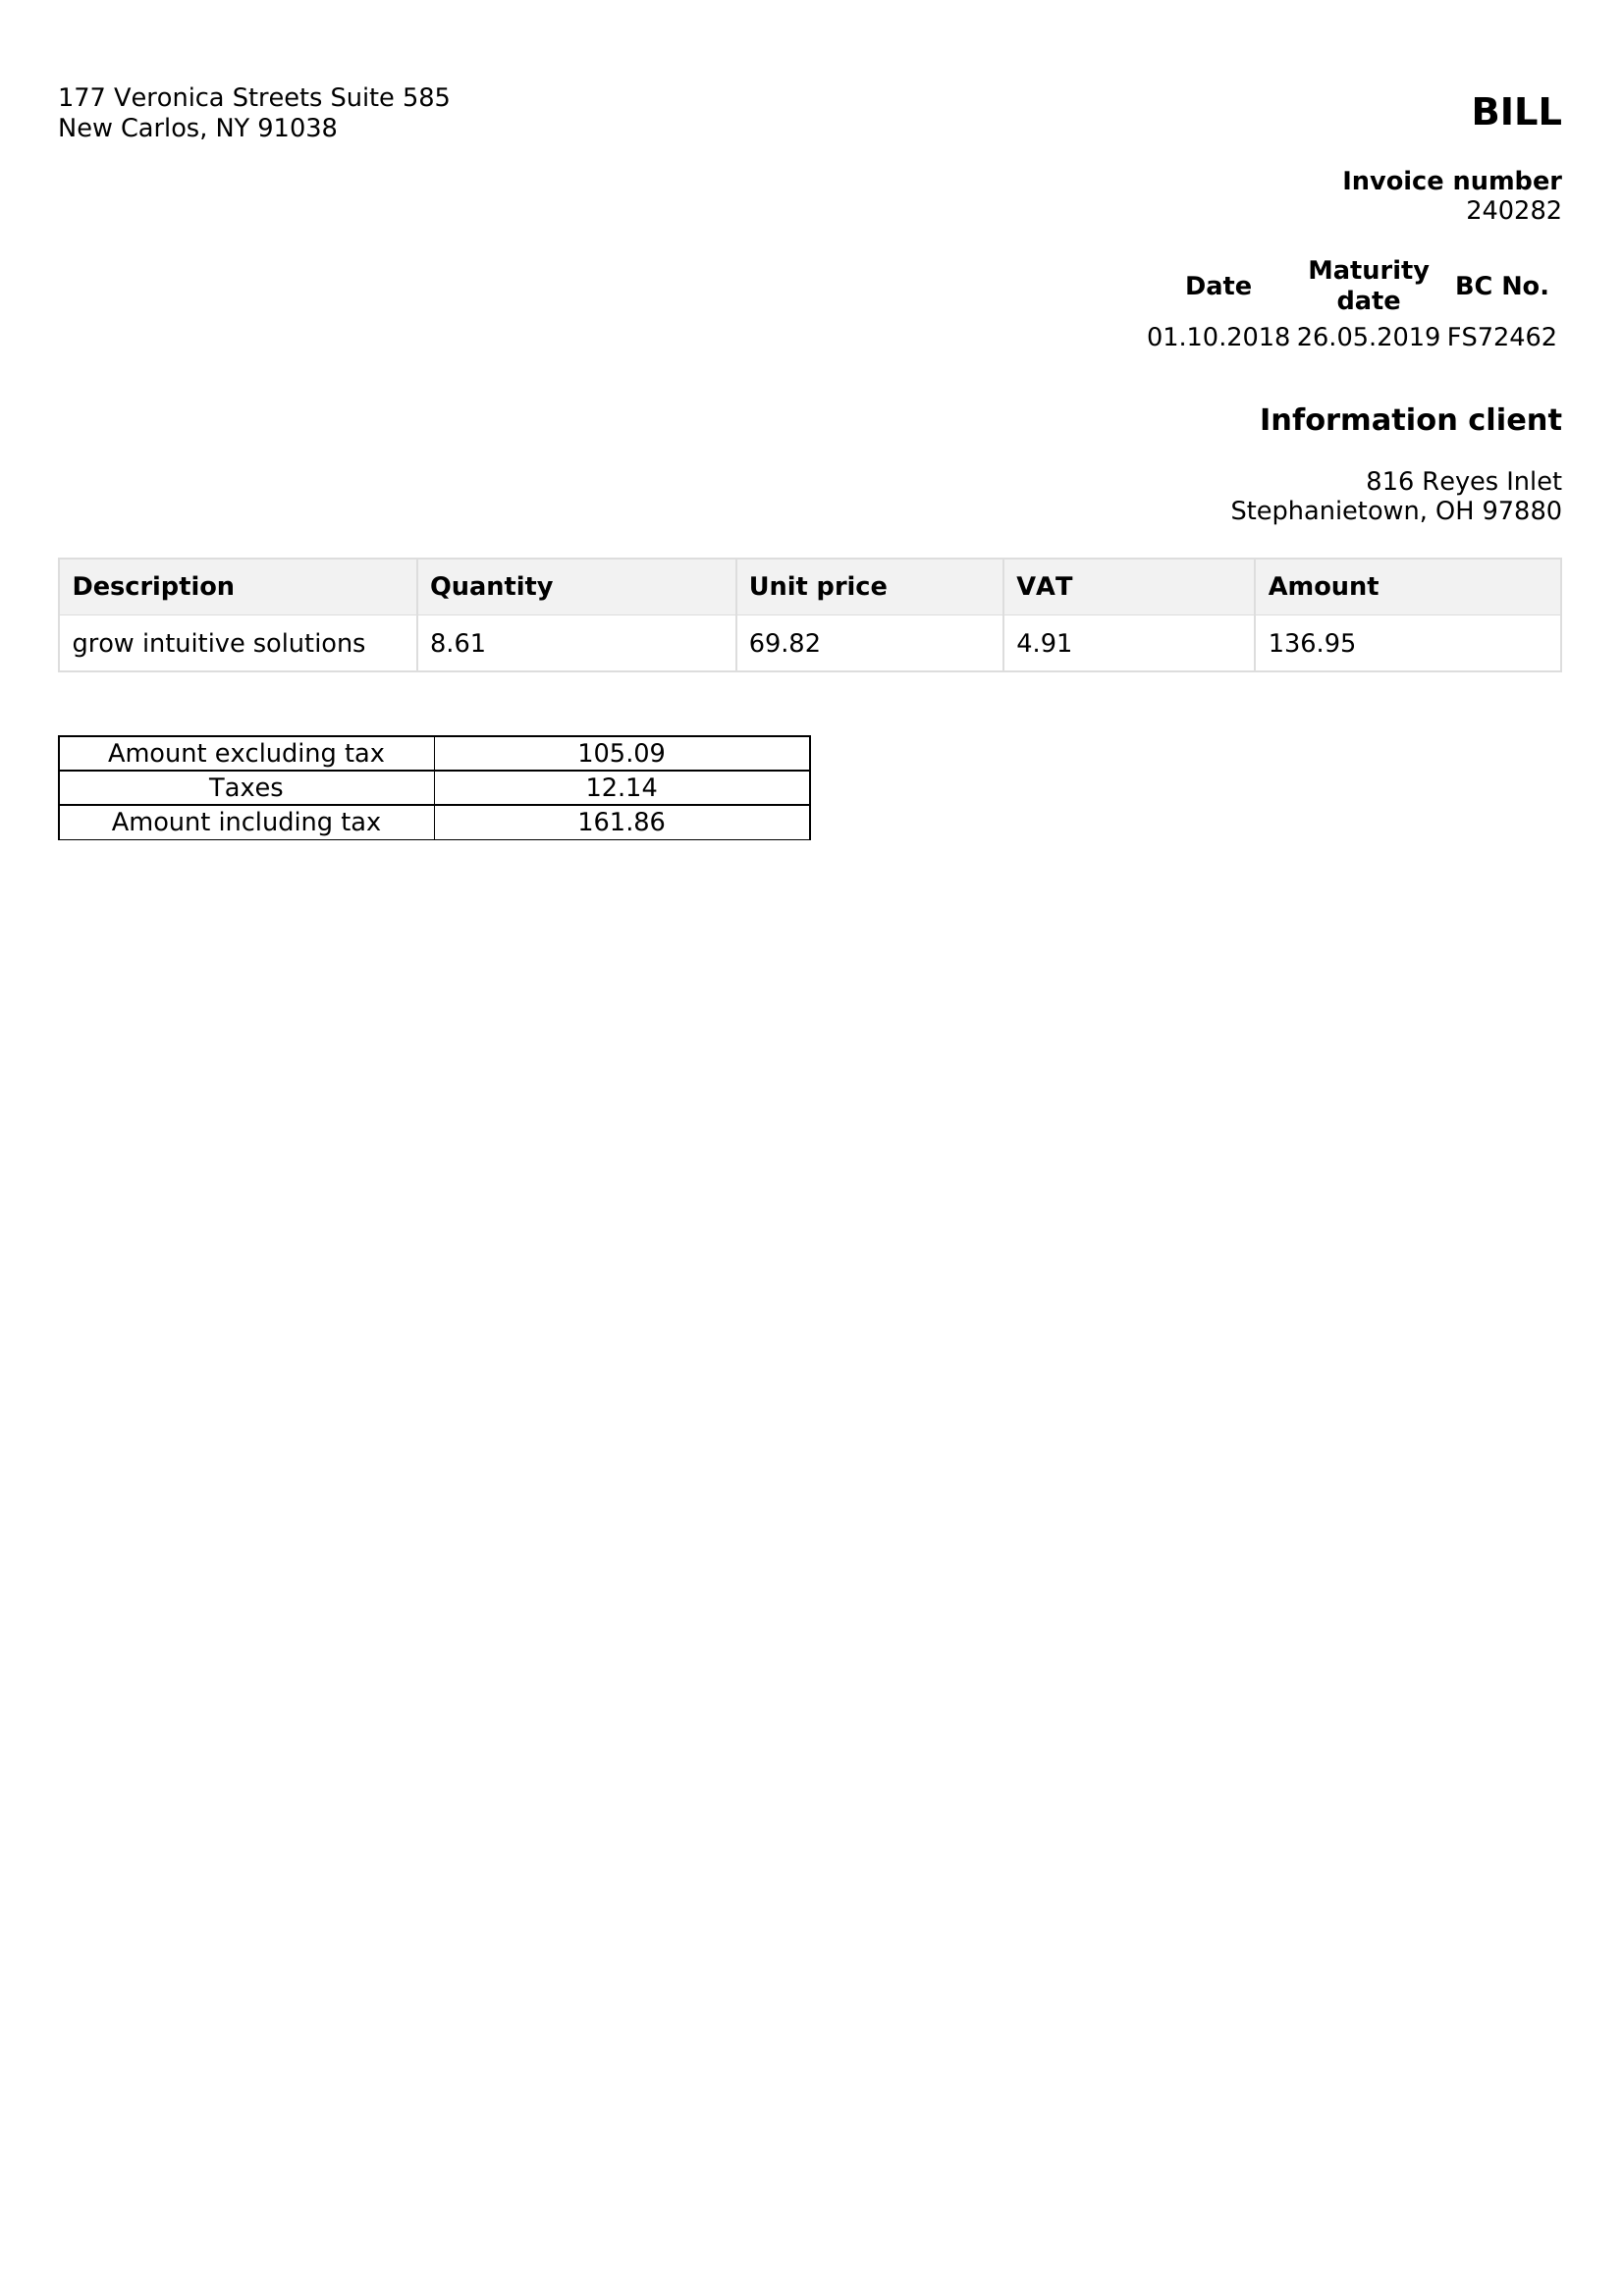 177 Veronica Streets Suite 585
New Carlos, NY 91038
BILL
Invoice number
240282
Date Maturity date BC No.
01.10.2018 26.05.2019 FS72462
Information client
816 Reyes Inlet
Stephanietown, OH 97880
Description Quantity Unit price VAT Amount
grow intuitive solutions 8.61 69.82 4.91 136.95
Amount excluding tax 105.09
Taxes 12.14
Amount including tax 161.86